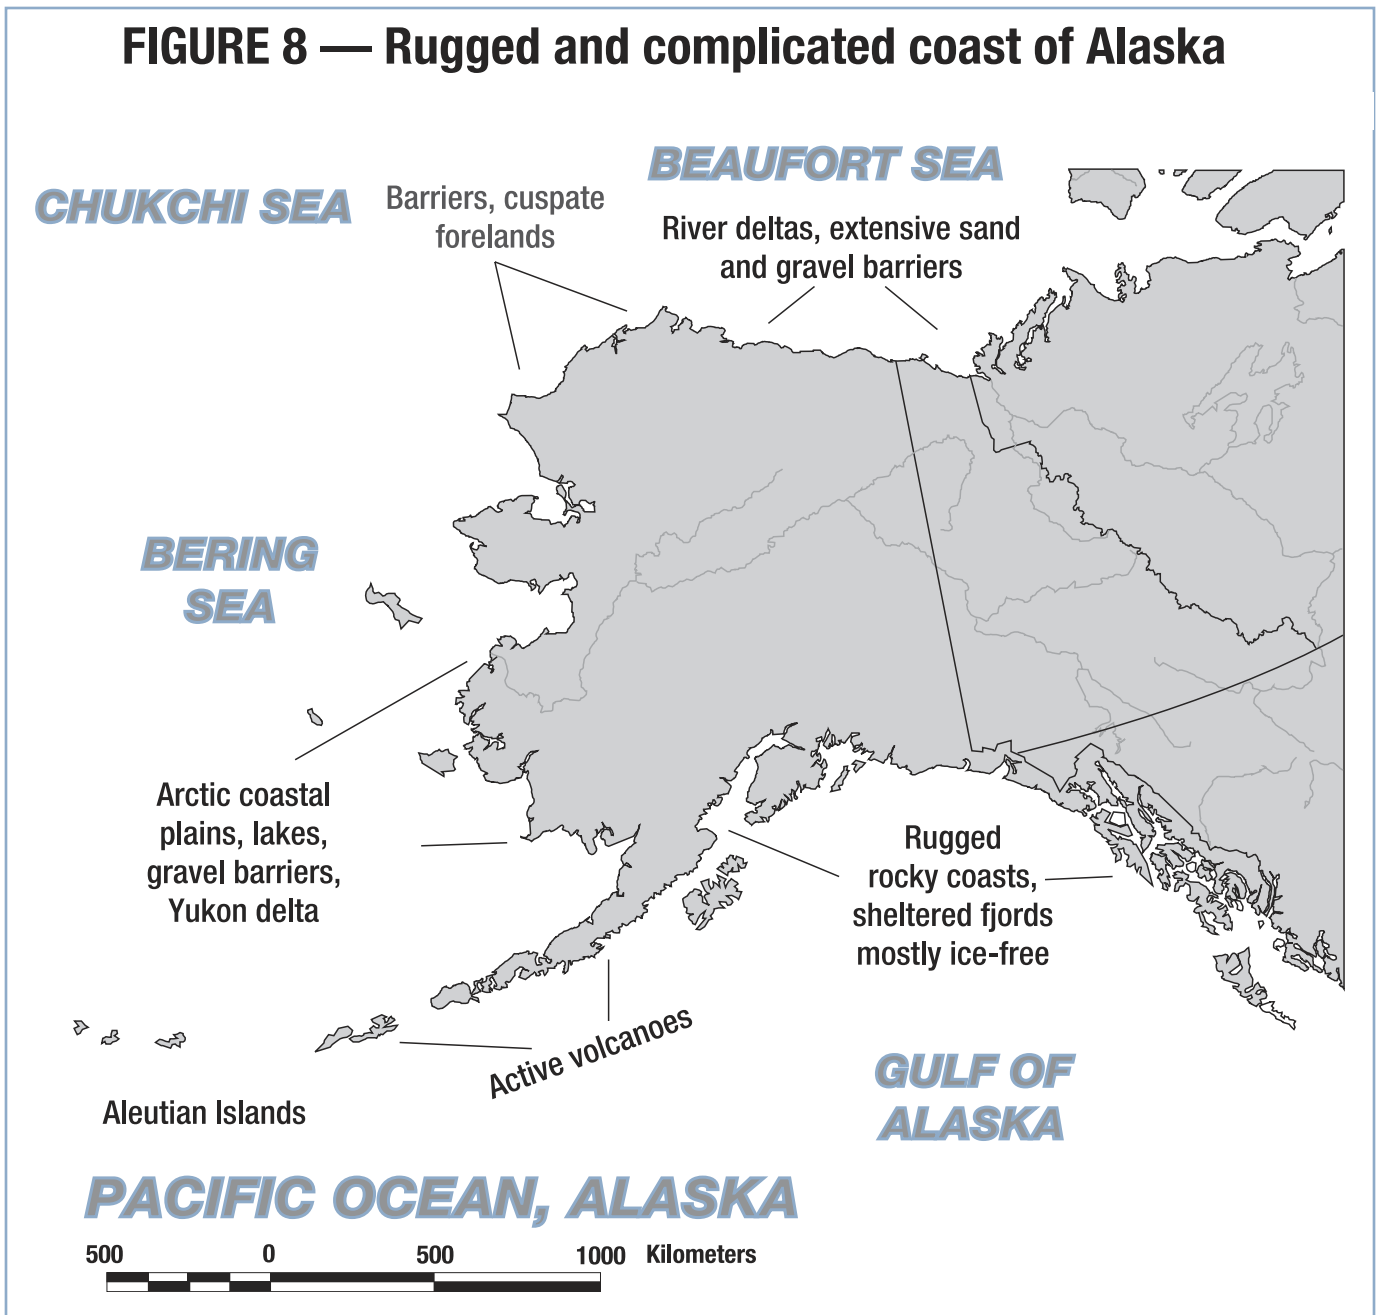 FIGURE 8 — Rugged and complicated coast of Alaska
BEAUFORT SEA
CHUKCHI SEA
Barriers, cuspate
forelands
River deltas, extensive sand
and gravel barriers
BERING
SEA
Arctic coastal
plains, lakes,
gravel barriers,
Yukon delta
Rugged
rocky coasts,
sheltered fjords
mostly ice-free
Active volcanoes
Aleutian Islands
GULF OF
ALASKA
PACIFIC OCEAN, ALASKA
500 0 500 1000 Kilometers